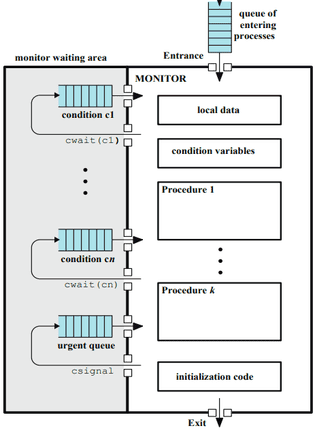 queue of
entering
processes
Entrance
monitor waiting area
MONITOR
local data
condition c1
cwait(c1)
condition variables
Procedure 1
condition cn
cwait(cn)
Procedure k
urgent queue
csignal
initialization code
Exit